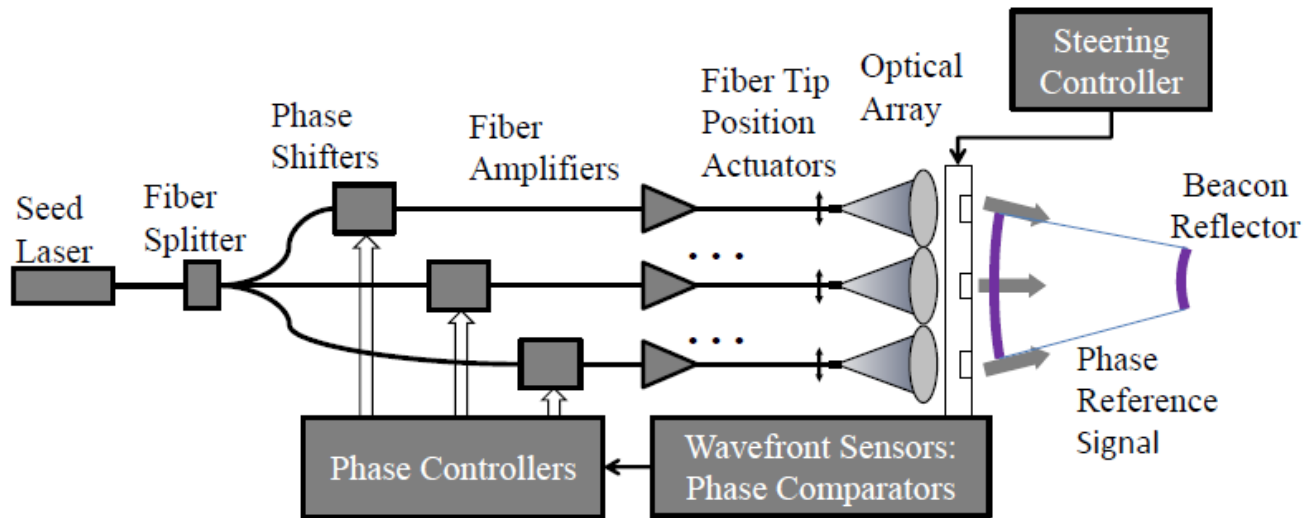 Seed
Laser
Fiber
Splitter
Phase
Shifters
Fiber
Amplifiers
Fiber Tip
Position
Actuators
Optical
Array
Steering
Controller
Beacon
Reflector
. . .
. . .
Phase
Reference
Signal
Phase Controllers
Wavefront Sensors:
Phase Comparators